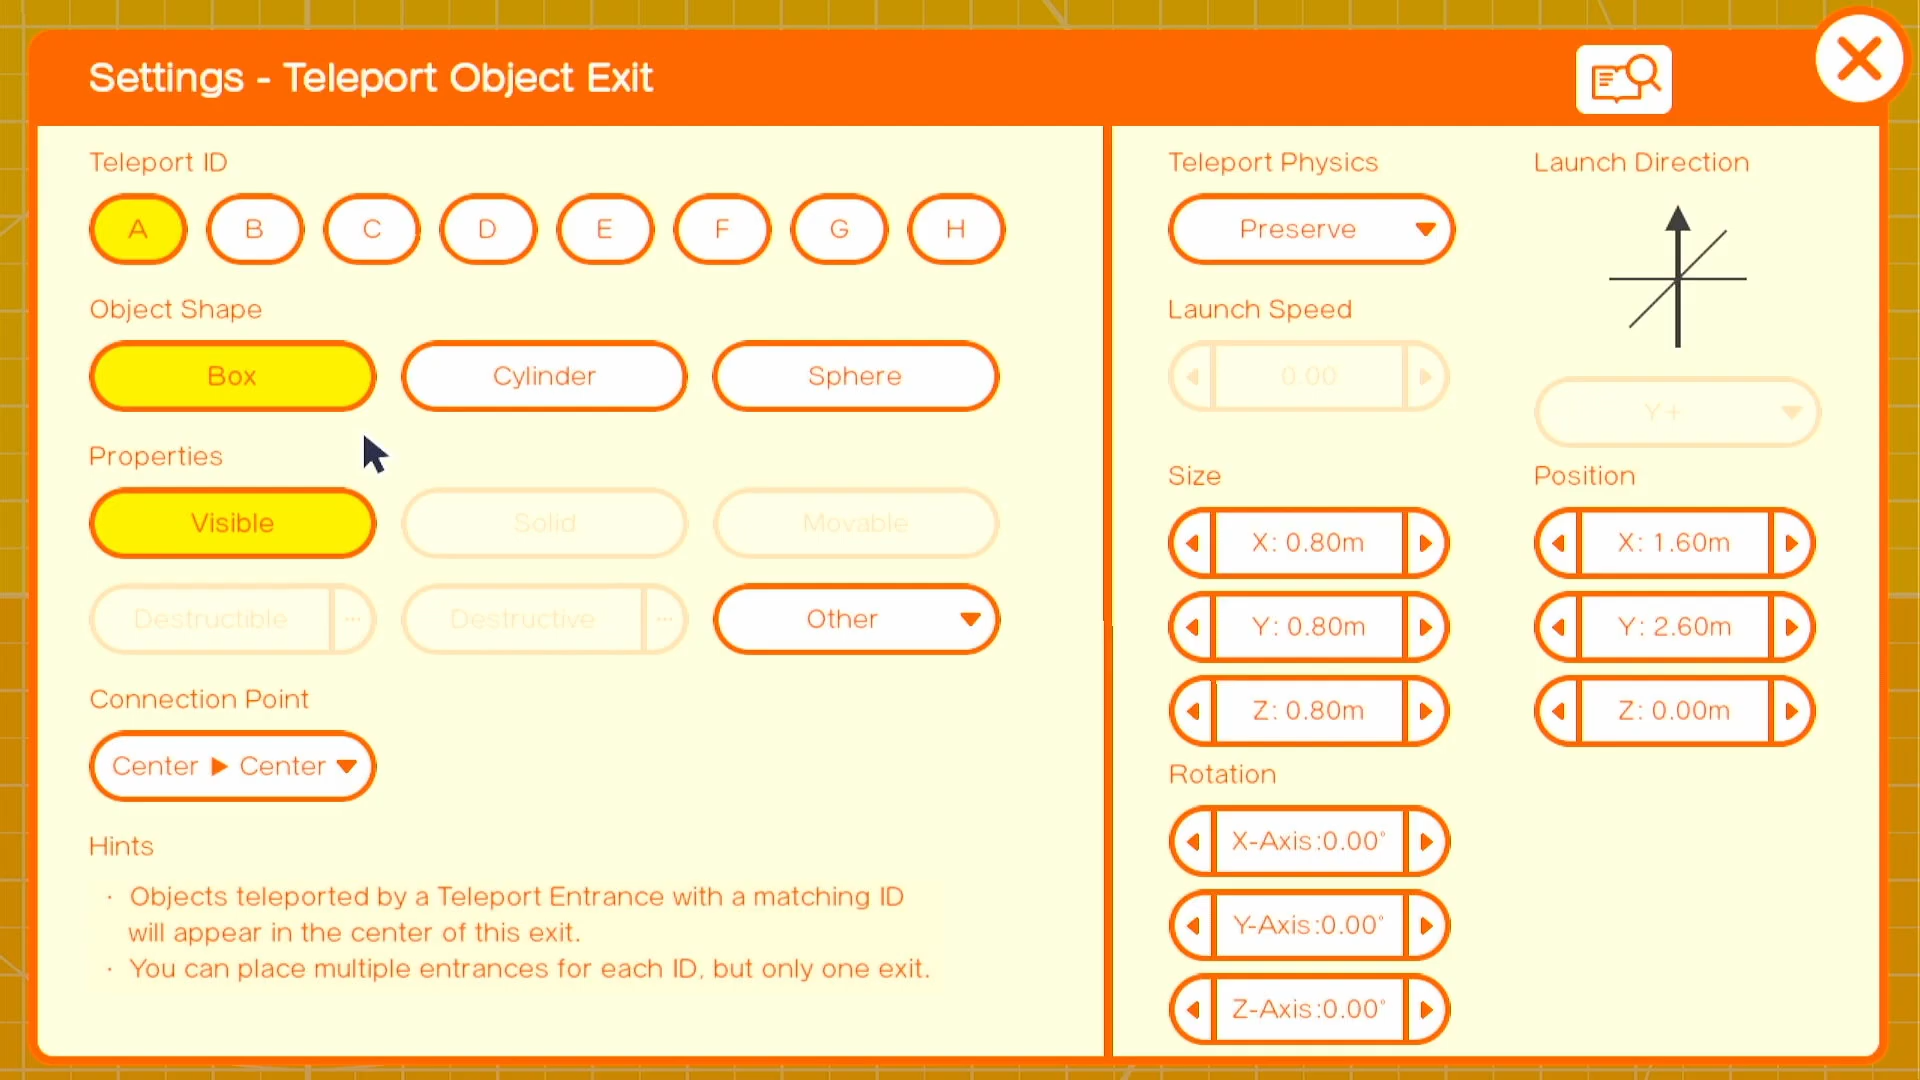 Settings - Teleport Object Exit
Teleport ID
A B C D E F G H
Object Shape
Box Cylinder Sphere
Properties
Visible Solid Movable
Destructible ... Destructive ... Other
Connection Point
Center ▶ Center
Hints
· Objects teleported by a Teleport Entrance with a matching ID
will appear in the center of this exit.
· You can place multiple entrances for each ID, but only one exit.
Teleport Physics
Preserve
Launch Speed
0.00
Launch Direction
Y+
Size
X: 0.80m
Y: 0.80m
Z: 0.80m
Position
X: 1.60m
Y: 2.60m
Z: 0.00m
Rotation
X-Axis:0.00°
Y-Axis:0.00°
Z-Axis:0.00°